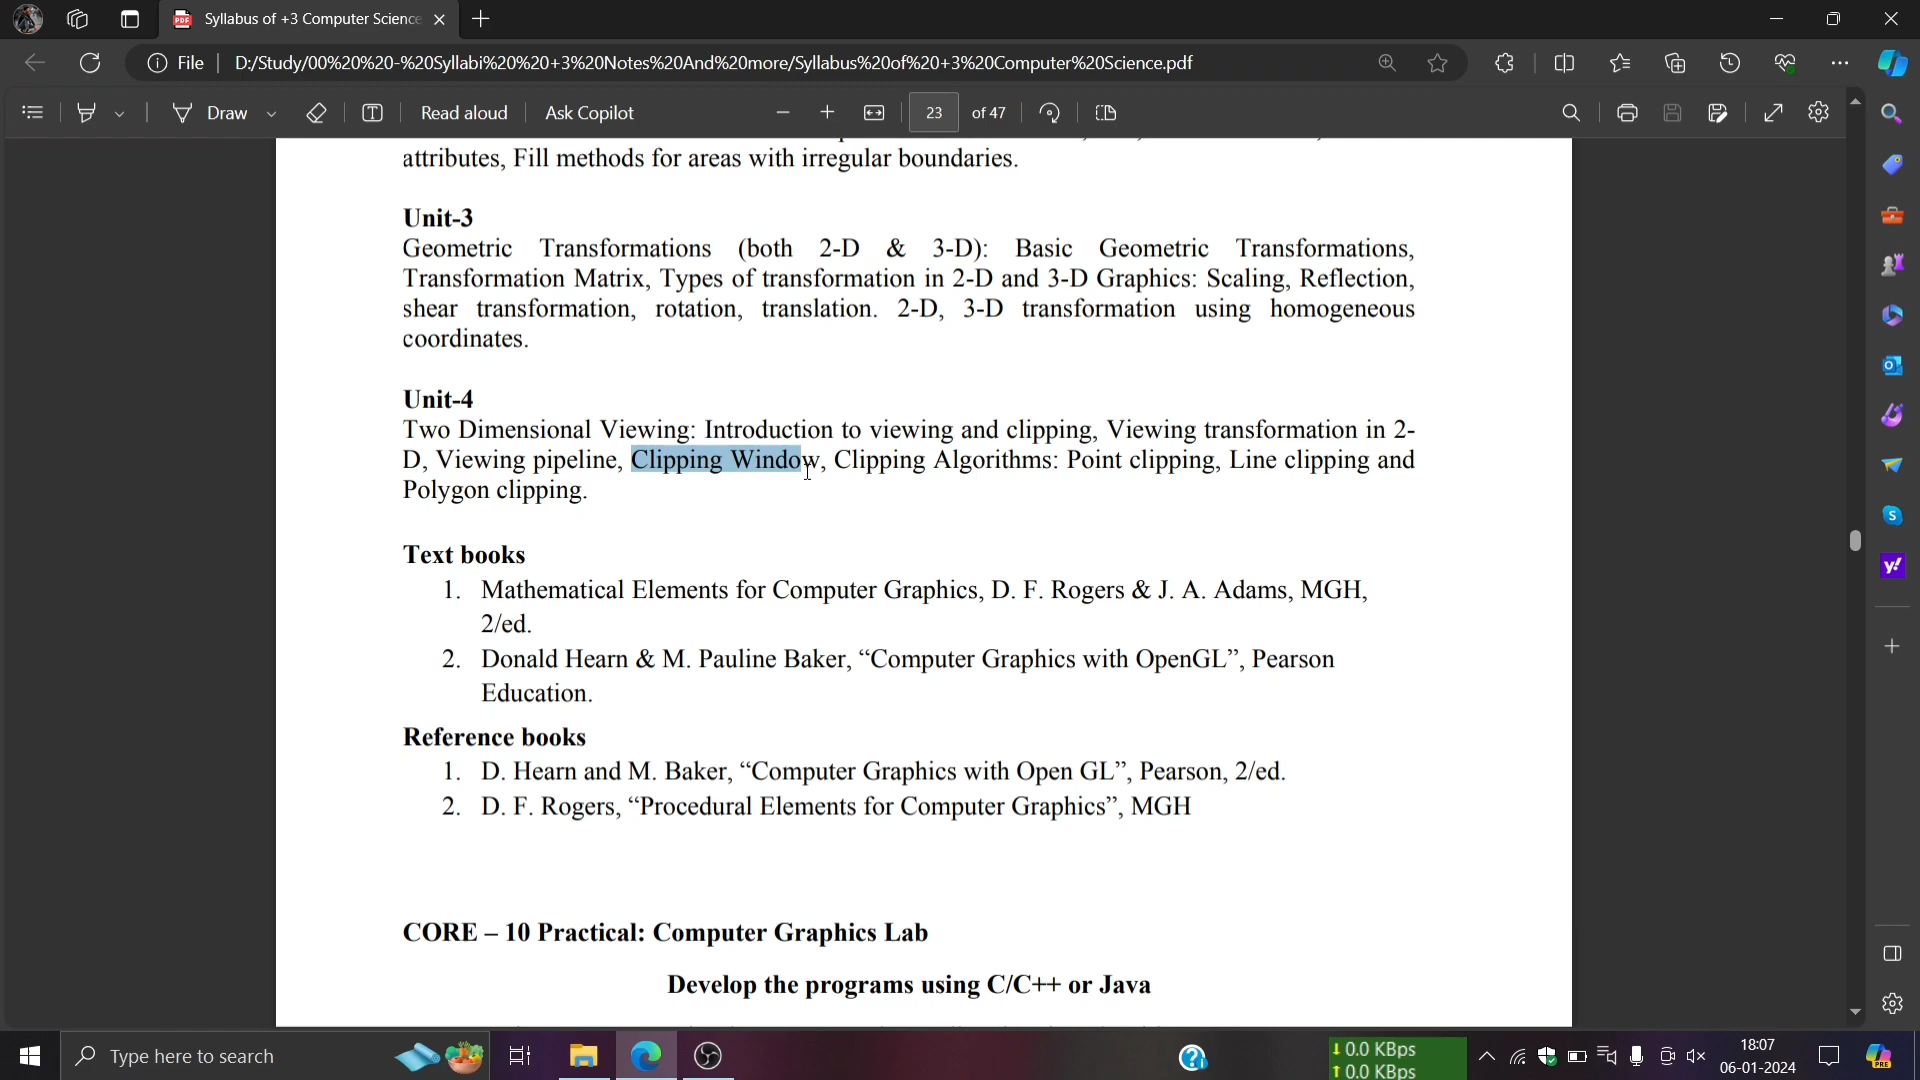 Syllabus of +3 Computer Science
File
D:/Study/00%20%20-%20Syllabi%20%20+3%20Notes%20And%20more/Syllabus%20of%20+3%20Computer%20Science.pdf
Draw
Read aloud
Ask Copilot
23
of 47
attributes, Fill methods for areas with irregular boundaries.
Unit-3
Geometric Transformations (both 2-D & 3-D): Basic Geometric Transformations,
Transformation Matrix, Types of transformation in 2-D and 3-D Graphics: Scaling, Reflection,
shear transformation, rotation, translation. 2-D, 3-D transformation using homogeneous
coordinates.
Unit-4
Two Dimensional Viewing: Introduction to viewing and clipping, Viewing transformation in 2-
D, Viewing pipeline, Clipping Window, Clipping Algorithms: Point clipping, Line clipping and
Polygon clipping.
Text books
1. Mathematical Elements for Computer Graphics, D. F. Rogers & J. A. Adams, MGH,
2/ed.
2. Donald Hearn & M. Pauline Baker, “Computer Graphics with OpenGL”, Pearson
Education.
Reference books
1. D. Hearn and M. Baker, “Computer Graphics with Open GL”, Pearson, 2/ed.
2. D. F. Rogers, “Procedural Elements for Computer Graphics”, MGH
CORE – 10 Practical: Computer Graphics Lab
Develop the programs using C/C++ or Java
Type here to search
0.0 KBps
0.0 KBps
18:07
06-01-2024